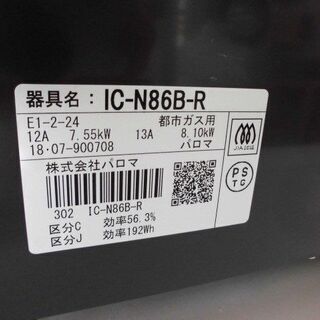 器具名：IC-N86B-R
E1-2-24 都市ガス用
12A 7.55kW 13A 8.10kW
18・07-900708 パロマ
株式会社パロマ
PS
TG
302 IC-N86B-R
区分C 効率56.3%
区分J 効率192Wh